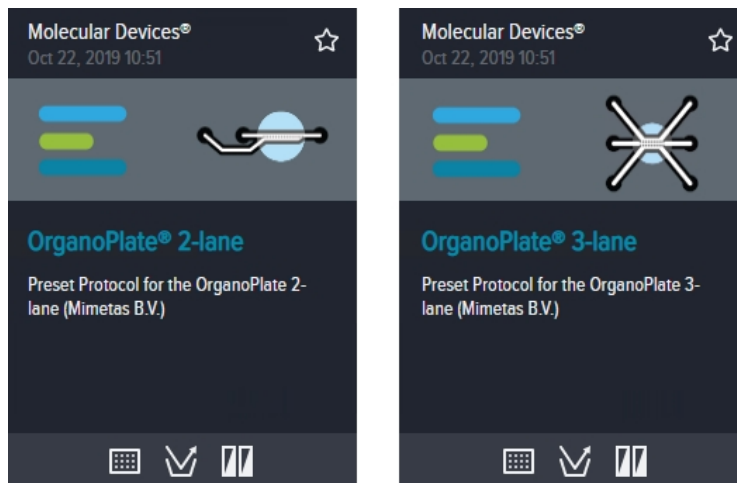 Molecular Devices®
Oct 22, 2019 10:51
OrganoPlate® 2-lane
Preset Protocol for the OrganoPlate 2-
lane (Mimetas B.V.)
Molecular Devices®
Oct 22, 2019 10:51
OrganoPlate® 3-lane
Preset Protocol for the OrganoPlate 3-
lane (Mimetas B.V.)